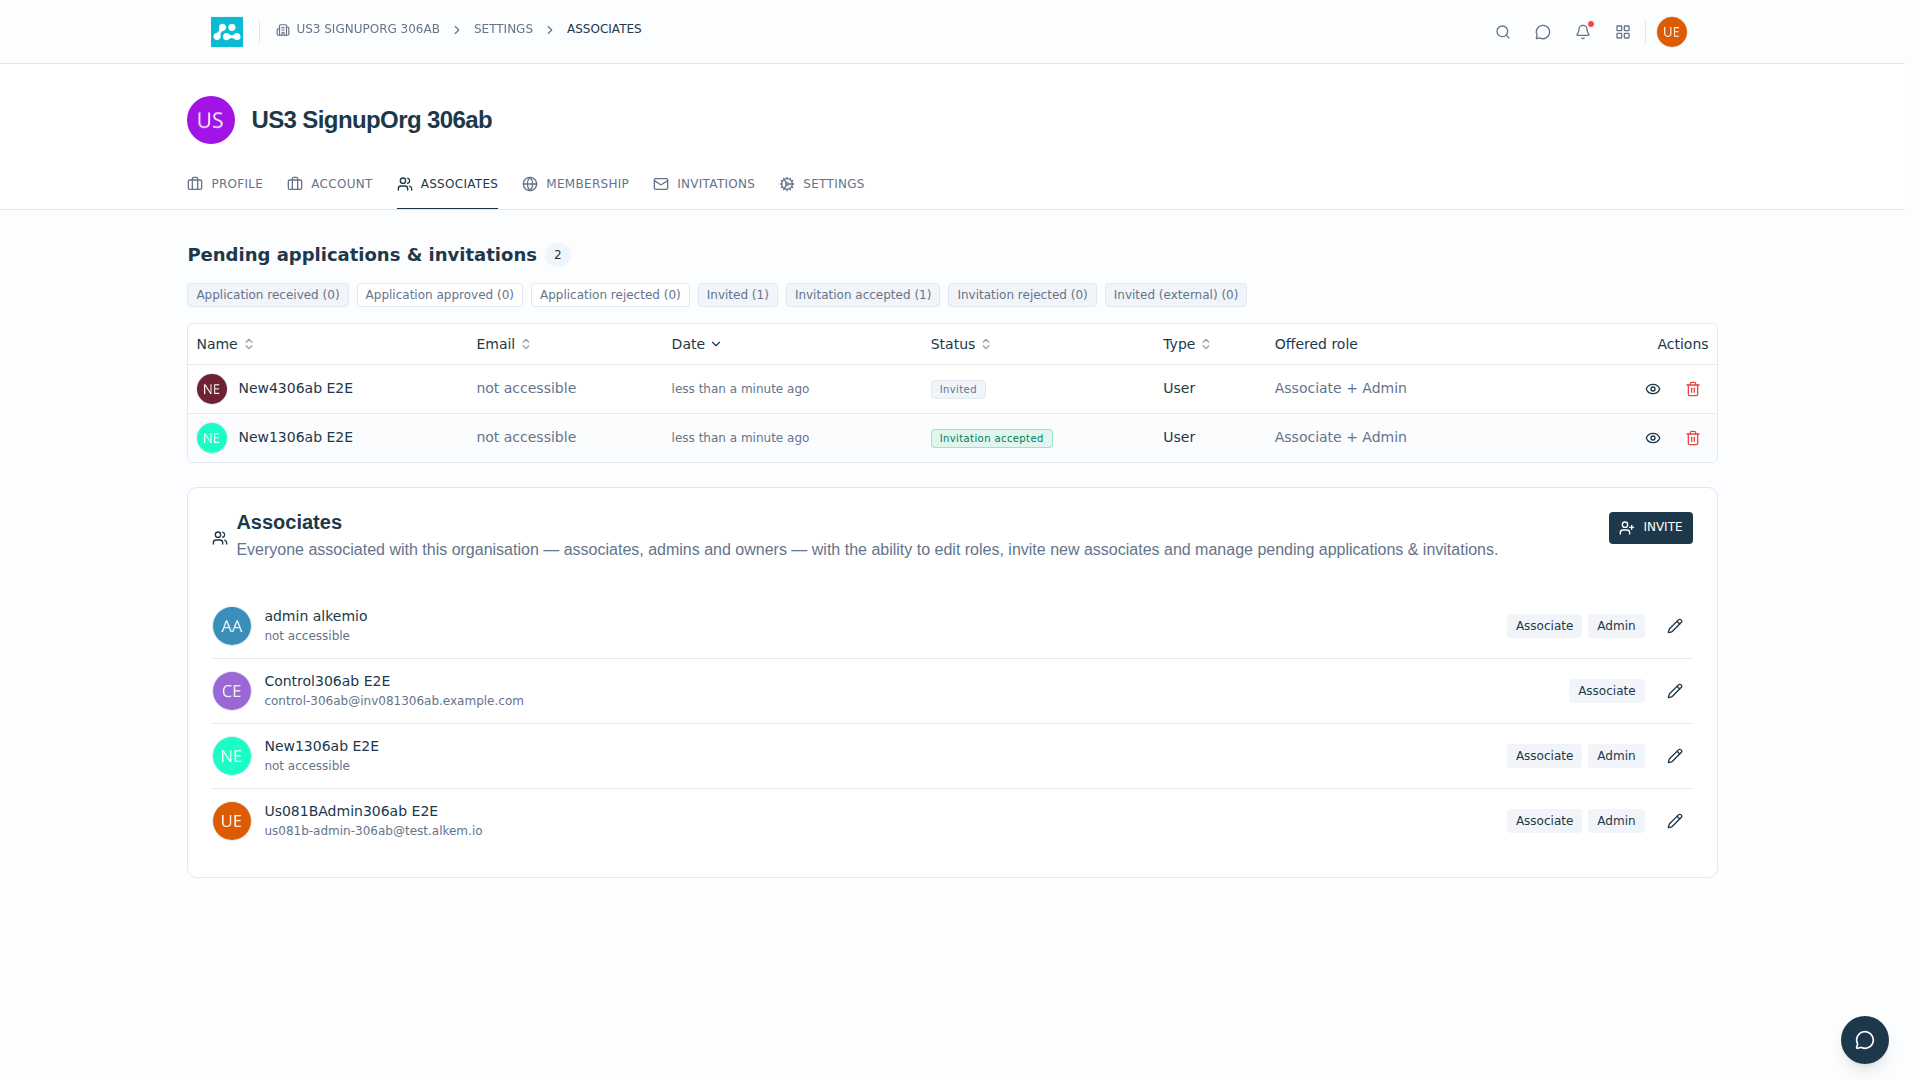 US3 SIGNUPORG 306AB > SETTINGS > ASSOCIATES
UE
US
US3 SignupOrg 306ab
PROFILE ACCOUNT ASSOCIATES MEMBERSHIP INVITATIONS SETTINGS
Pending applications & invitations 2
Application received (0) Application approved (0) Application rejected (0) Invited (1) Invitation accepted (1) Invitation rejected (0) Invited (external) (0)
Name Email Date Status Type Offered role Actions
NE New4306ab E2E not accessible less than a minute ago Invited User Associate + Admin
NE New1306ab E2E not accessible less than a minute ago Invitation accepted User Associate + Admin
Associates
INVITE
Everyone associated with this organisation — associates, admins and owners — with the ability to edit roles, invite new associates and manage pending applications & invitations.
AA admin alkemio
not accessible
Associate Admin
CE Control306ab E2E
control-306ab@inv081306ab.example.com
Associate
NE New1306ab E2E
not accessible
Associate Admin
UE Us081BAdmin306ab E2E
us081b-admin-306ab@test.alkem.io
Associate Admin